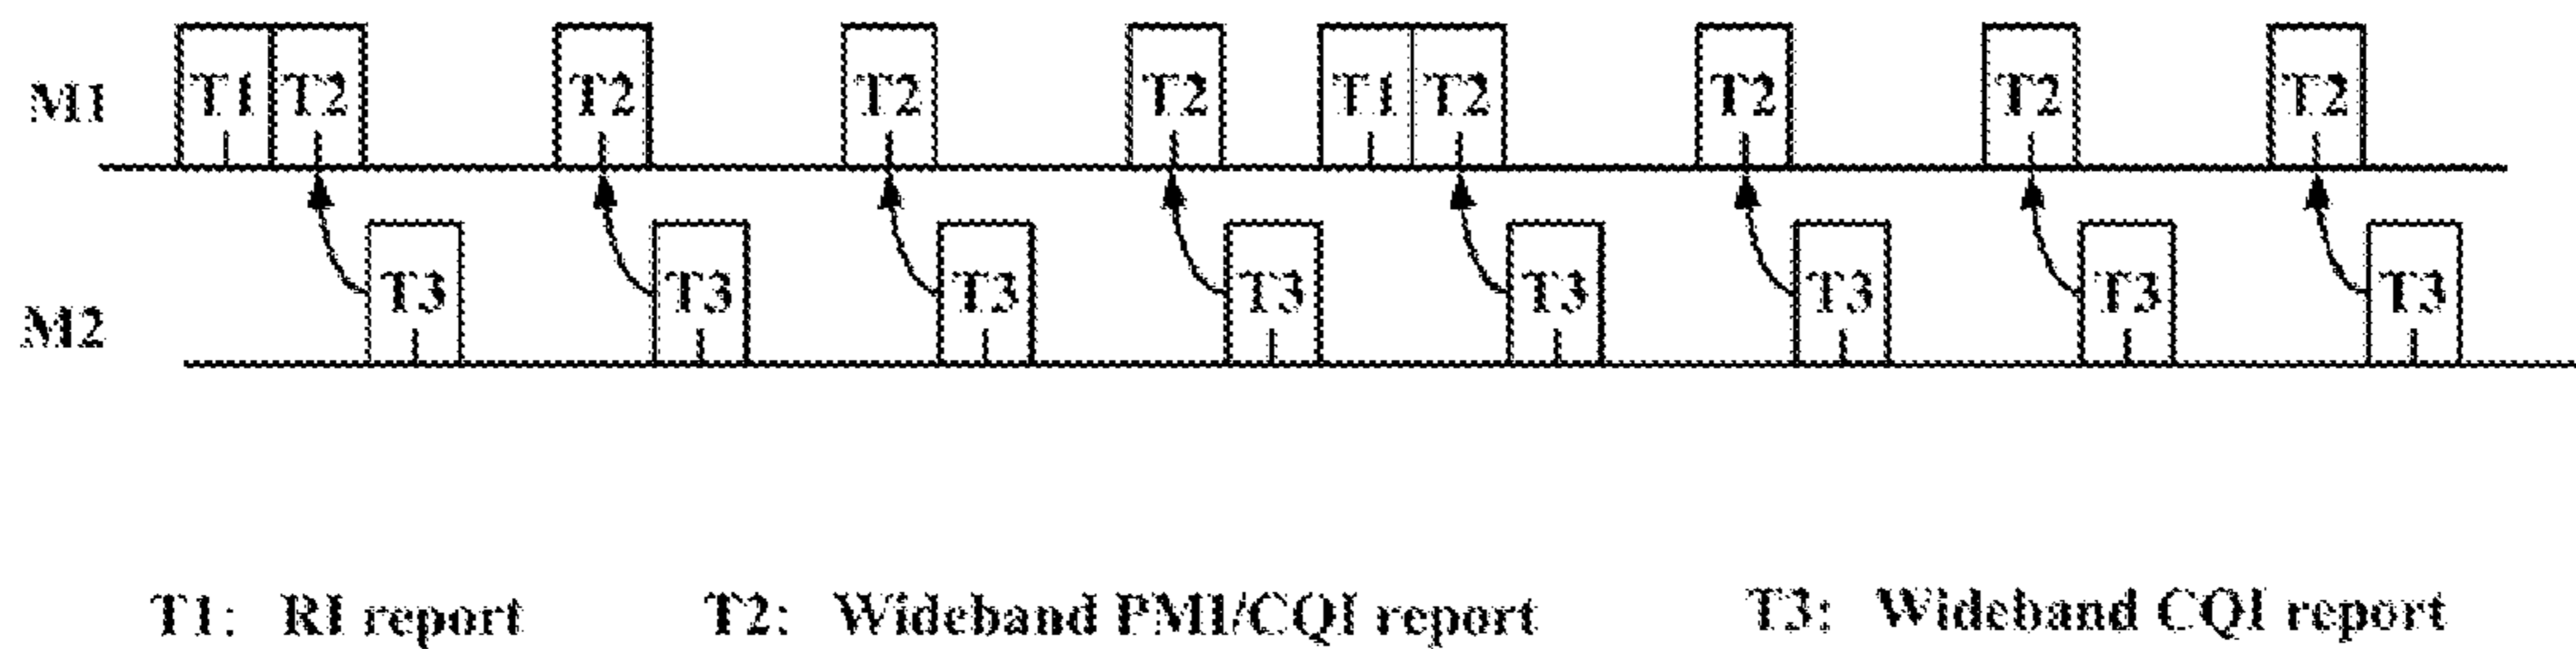 M1 T1 T2 T2 T2 T2 T1 T2 T2 T2 T2
M2 T3 T3 T3 T3 T3 T3 T3 T3
T1: RI report T2: Wideband PMI/CQI report T3: Wideband CQI report